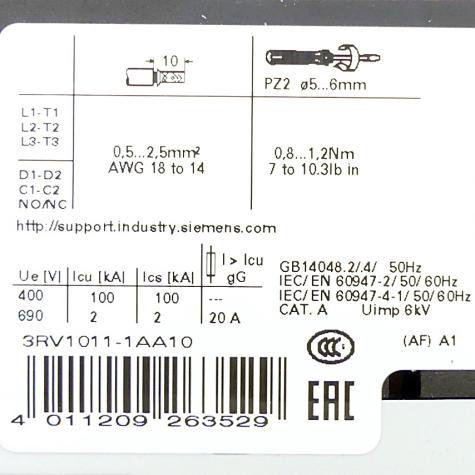 10
PZ2 ø5...6mm
L1-T1
L2-T2
L3-T3
0,5...2,5mm²
AWG 18 to 14
0,8...1,2Nm
7 to 10.3lb in
D1-D2
C1-C2
NO/NC
http://support.industry.siemens.com
Ue [V] Icu [kA] Ics [kA] I > Icu gG
400 100 100 ---
690 2 2 20 A
GB14048.2/.4/ 50Hz
IEC/EN 60947-2/50/60Hz
IEC/EN 60947-4-1/50/60Hz
CAT. A Uimp 6kV
3RV1011-1AA10
CCC
(AF) A1
EAC
4 011209 263529